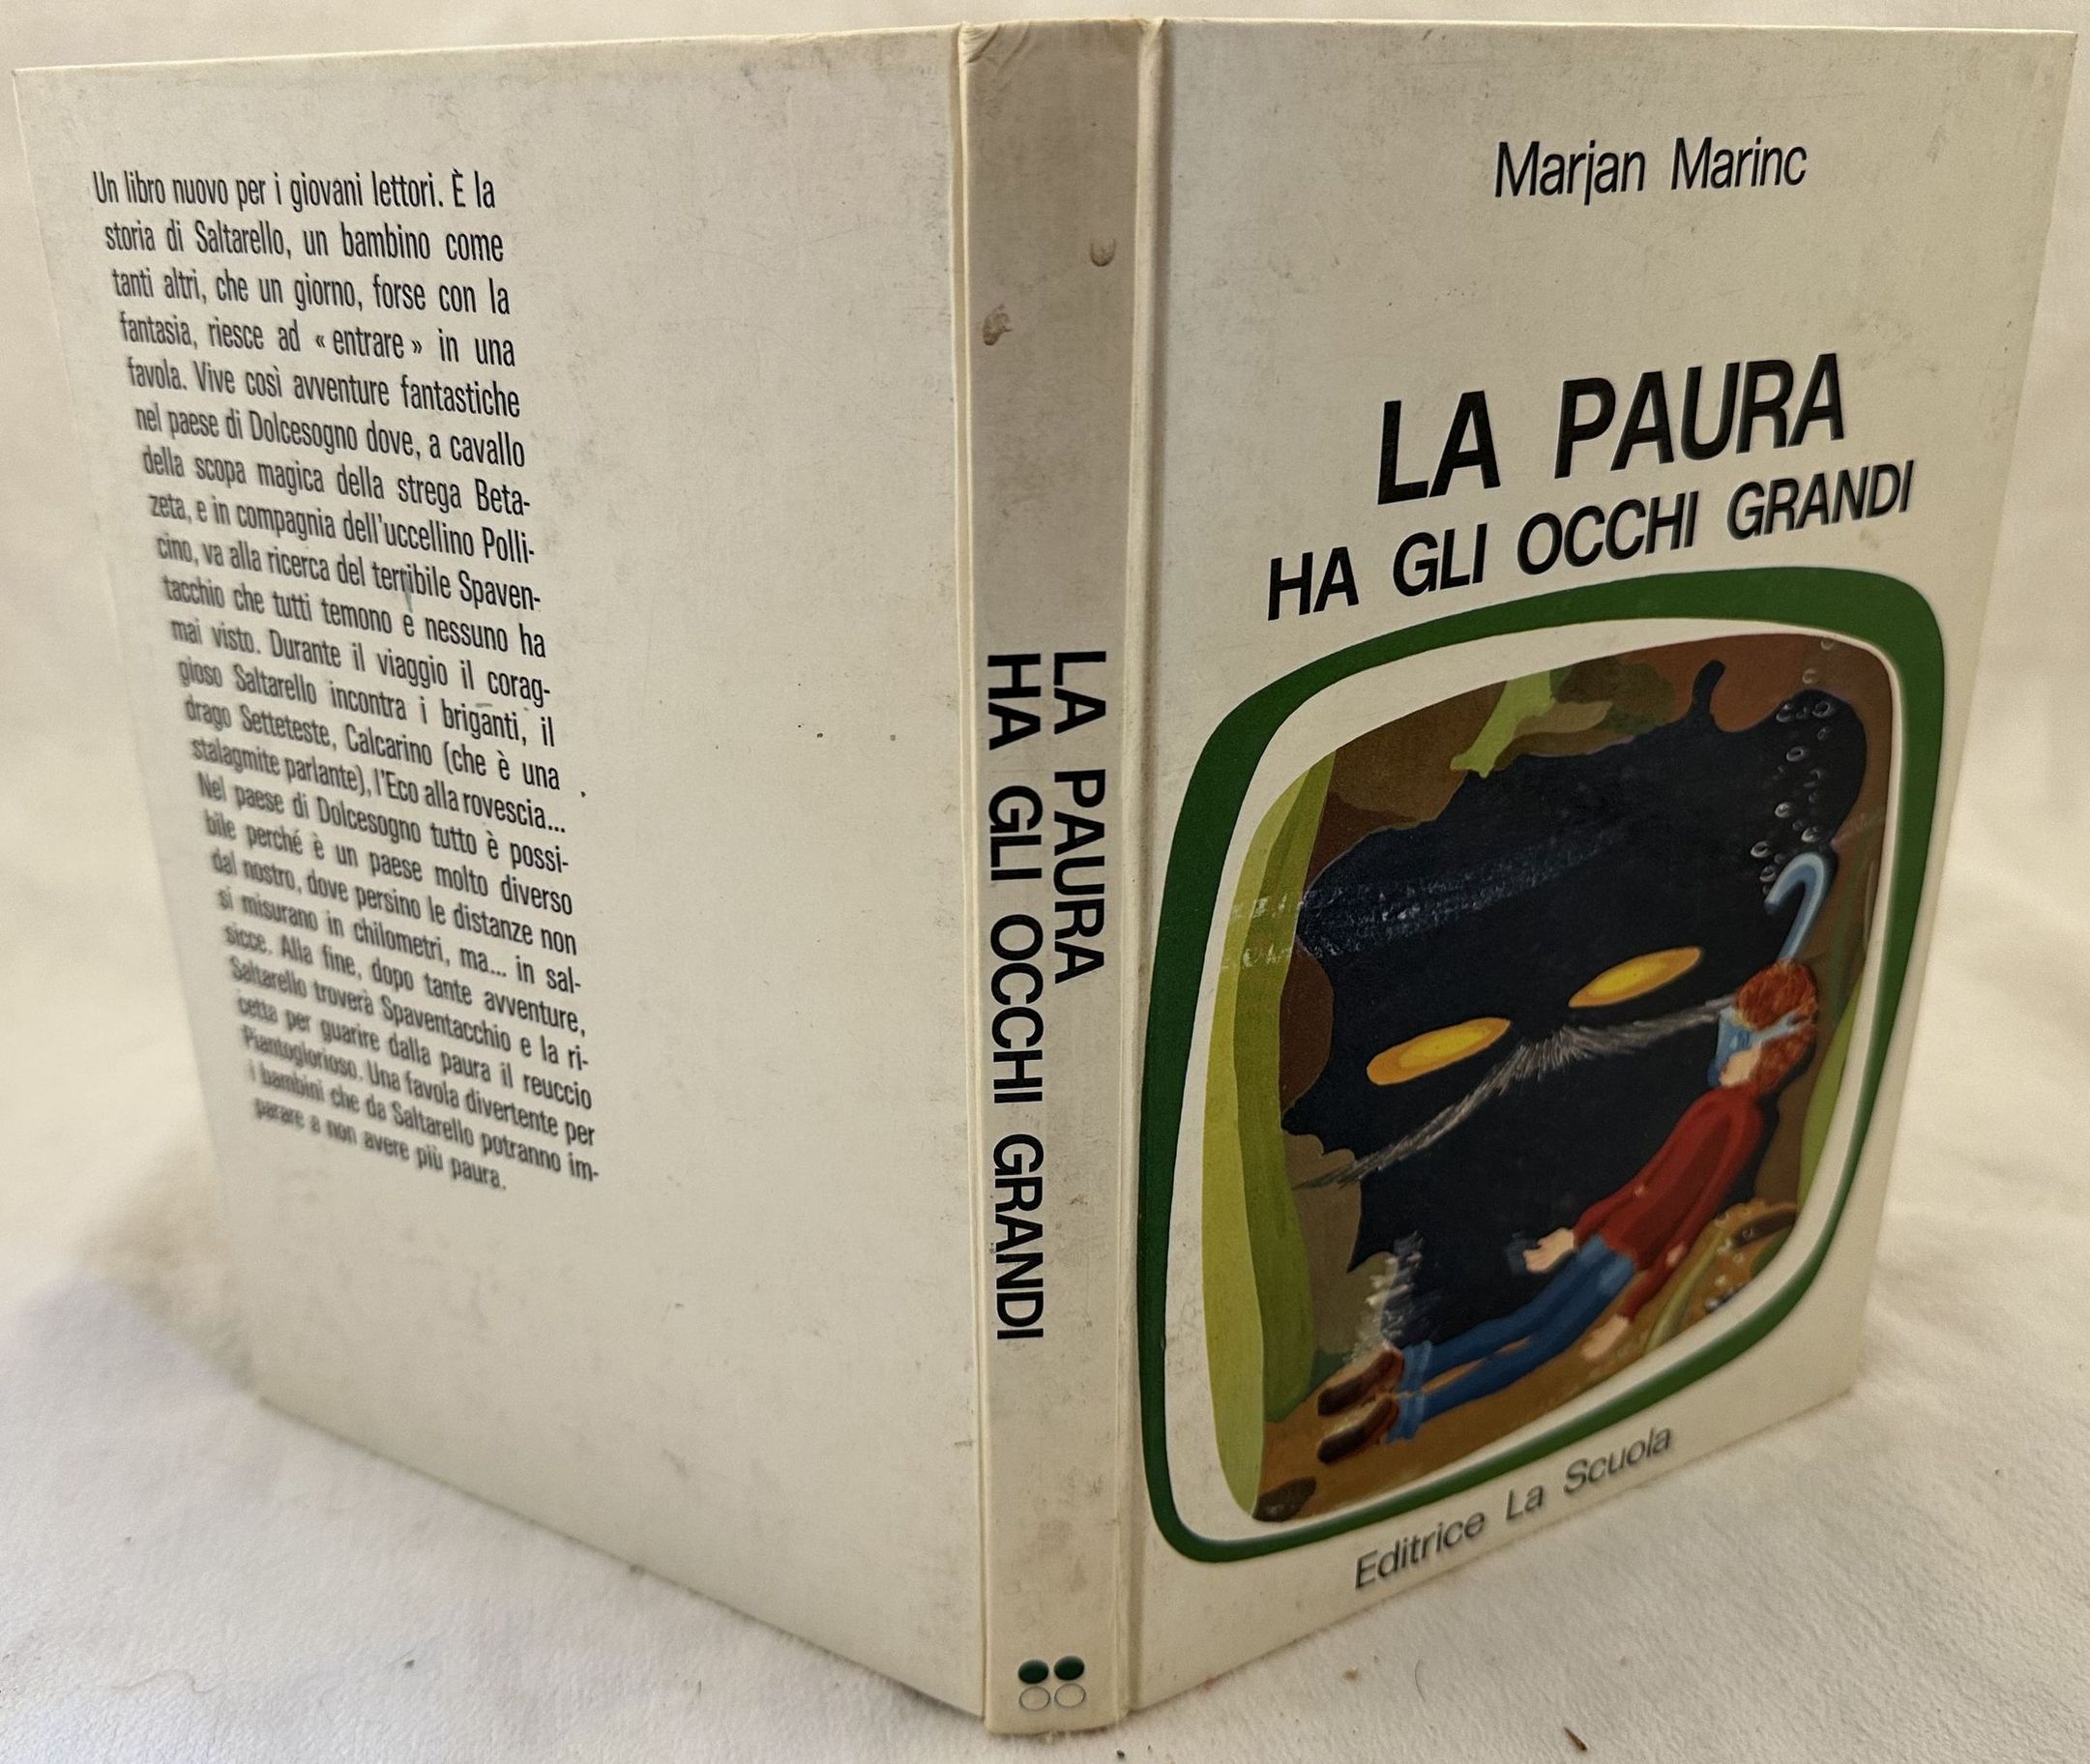 Un libro nuovo per i giovani lettori. È la
storia di Saltarello, un bambino come
tanti altri, che un giorno, forse con la
fantasia, riesce ad « entrare » in una
favola. Vive così avventure fantastiche
nel paese di Dolcesogno dove, a cavallo
della scopa magica della strega Beta-
zeta, e in compagnia dell'uccellino Polli-
cino, va alla ricerca del terribile Spaven-
tacchio che tutti temono e nessuno ha
mai visto. Durante il viaggio il corag-
gioso Saltarello incontra i briganti, il
drago Setteteste, Calcarino (che è una
stalagmite parlante), l'Eco alla rovescia...
Nel paese di Dolcesogno tutto è possi-
bile perché è un paese molto diverso
dal nostro, dove persino le distanze non
si misurano in chilometri, ma... in sal-
sicce. Alla fine, dopo tante avventure,
Saltarello troverà Spaventacchio e la ri-
cetta per guarire dalla paura il reuccio
Piantoglorioso. Una favola divertente per
i bambini che da Saltarello potranno im-
parare a non avere più paura.
LA PAURA
HA GLI OCCHI GRANDI
Marjan Marinc
LA PAURA
HA GLI OCCHI GRANDI
Editrice La Scuola